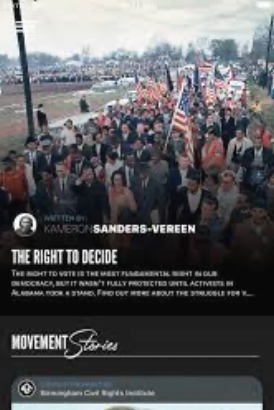 WRITTEN BY:
KAMERON SANDERS-VEREEN
THE RIGHT TO DECIDE
THE RIGHT TO VOTE IS THE MOST FUNDAMENTAL RIGHT IN OUR
DEMOCRACY, BUT IT WASN'T FULLY PROTECTED UNTIL ACTIVISTS IN
ALABAMA TOOK A STAND. FIND OUT MORE ABOUT THE STRUGGLE FOR V...
MOVEMENT Stories
Birmingham Civil Rights Institute